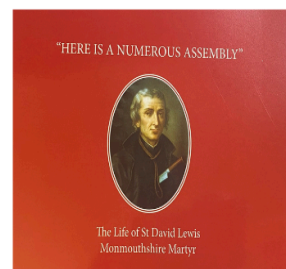 "HERE IS A NUMEROUS ASSEMBLY"
The Life of St David Lewis
Monmouthshire Martyr